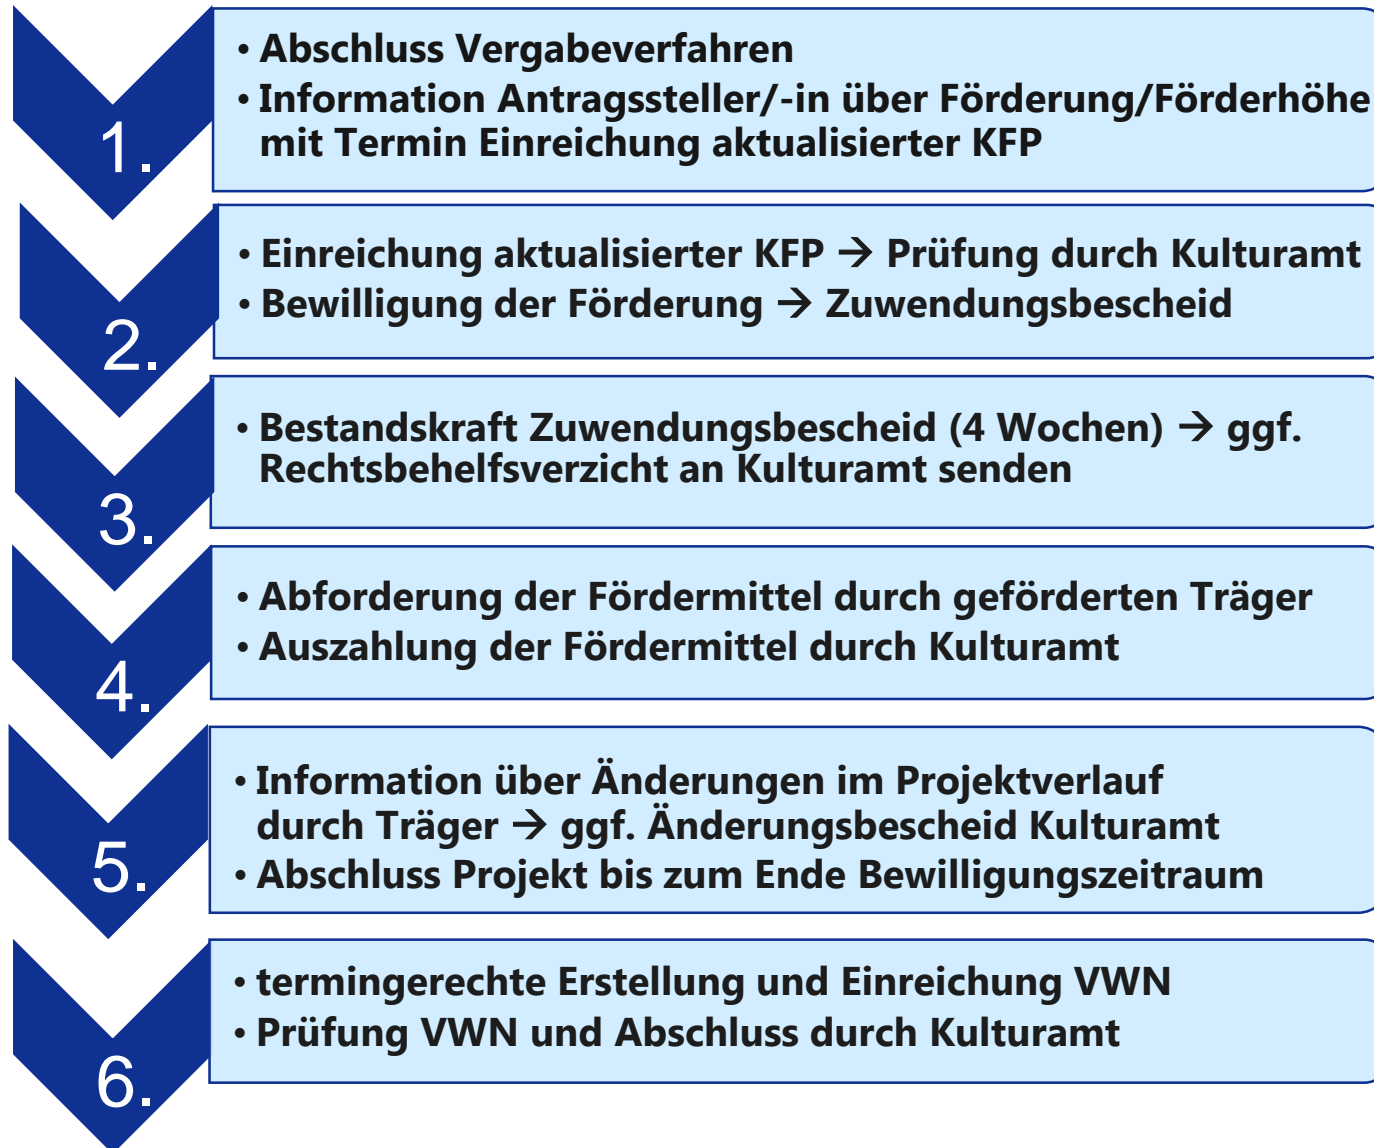 1.
• Abschluss Vergabeverfahren
• Information Antragssteller/-in über Förderung/Förderhöhe
mit Termin Einreichung aktualisierter KFP
2.
• Einreichung aktualisierter KFP → Prüfung durch Kulturamt
• Bewilligung der Förderung → Zuwendungsbescheid
3.
• Bestandskraft Zuwendungsbescheid (4 Wochen) → ggf.
Rechtsbehelfsverzicht an Kulturamt senden
4.
• Abforderung der Fördermittel durch geförderten Träger
• Auszahlung der Fördermittel durch Kulturamt
5.
• Information über Änderungen im Projektverlauf
durch Träger → ggf. Änderungsbescheid Kulturamt
• Abschluss Projekt bis zum Ende Bewilligungszeitraum
6.
• termingerechte Erstellung und Einreichung VWN
• Prüfung VWN und Abschluss durch Kulturamt